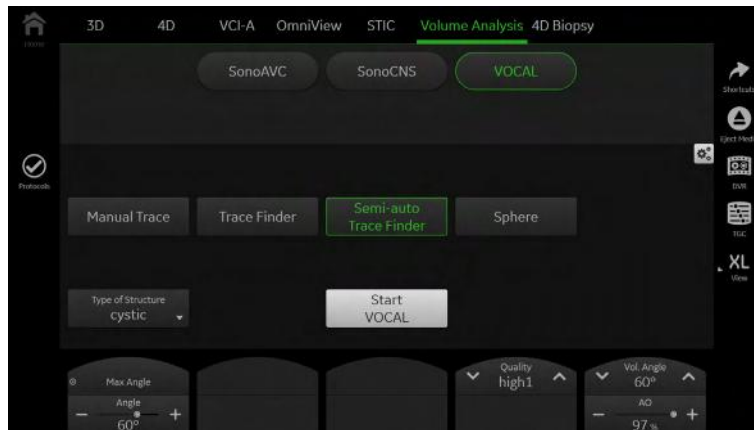 3D 4D VCI-A OmniView STIC Volume Analysis 4D Biopsy
Home
SonoAVC SonoCNS VOCAL
Shortcuts
Eject Media
DVR
TGC
XL
View
Protocols
Manual Trace Trace Finder Semi-auto
Trace Finder Sphere
Type of Structure
cystic
Start
VOCAL
Max Angle
Angle
60°
Quality
high1
Vol. Angle
60°
AO
97 %